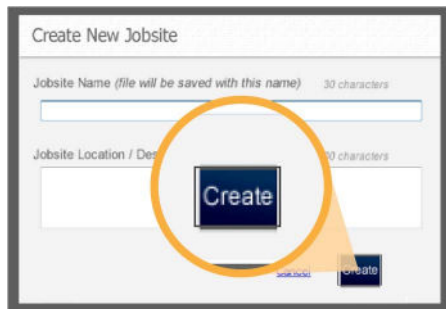 Create New Jobsite
Jobsite Name (file will be saved with this name) 30 characters
Jobsite Location / Des characters
Create
Cancel Create